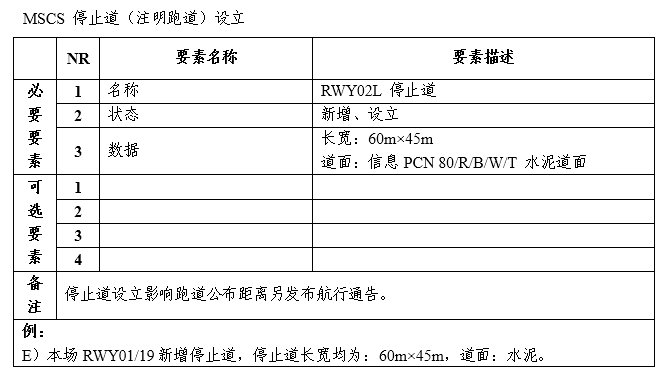 MSCS 停止道（注明跑道）设立
NR 要素名称 要素描述
必要要素
1 名称 RWY02L 停止道
2 状态 新增、设立
3 数据 长宽：60m×45m
道面：信息 PCN 80/R/B/W/T 水泥道面
可选要素
1
2
3
4
备注 停止道设立影响跑道公布距离另发布航行通告。
例：
E）本场 RWY01/19 新增停止道，停止道长宽均为：60m×45m，道面：水泥。